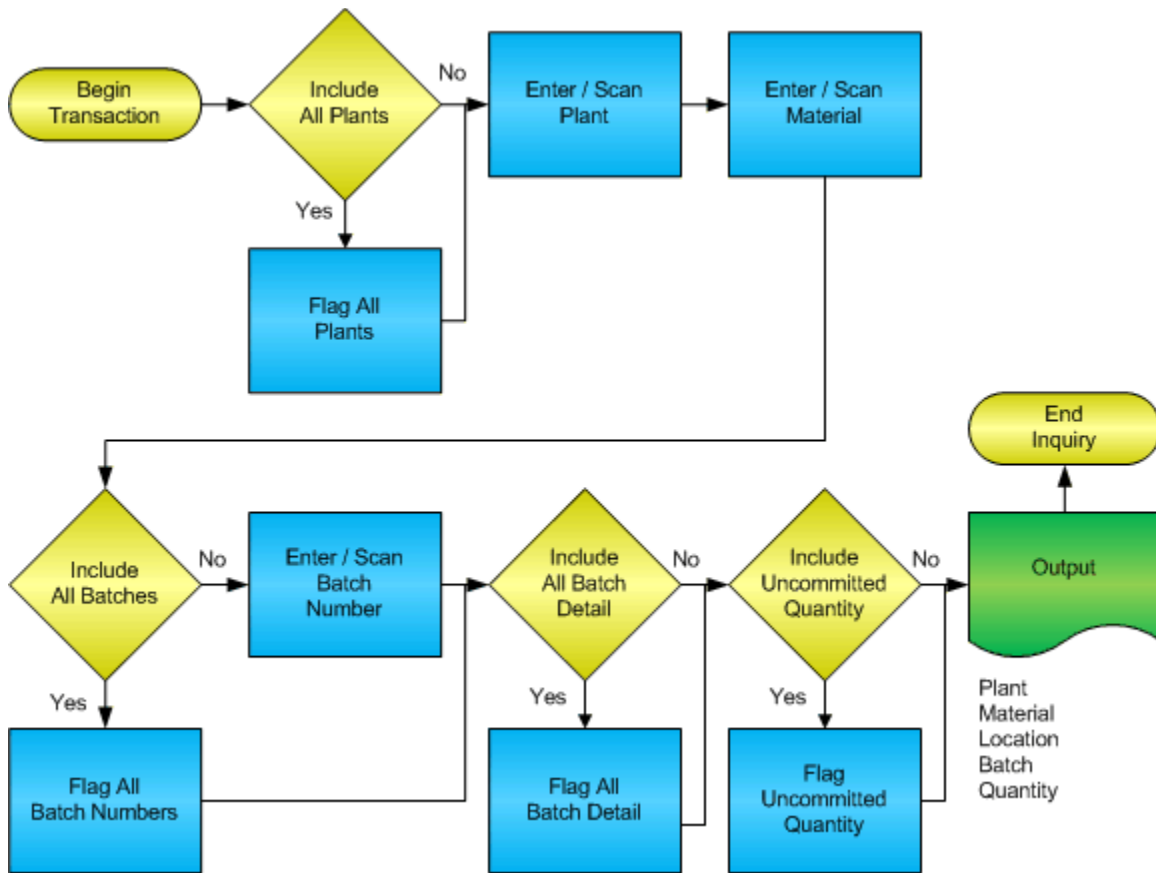 Begin
Transaction
Include
All Plants
No
Yes
Flag All
Plants
Enter / Scan
Plant
Enter / Scan
Material
Include
All Batches
No
Yes
Flag All
Batch Numbers
Enter / Scan
Batch
Number
Include
All Batch
Detail
No
Yes
Flag All
Batch Detail
Include
Uncommitted
Quantity
No
Yes
Flag
Uncommitted
Quantity
Output
Plant
Material
Location
Batch
Quantity
End
Inquiry